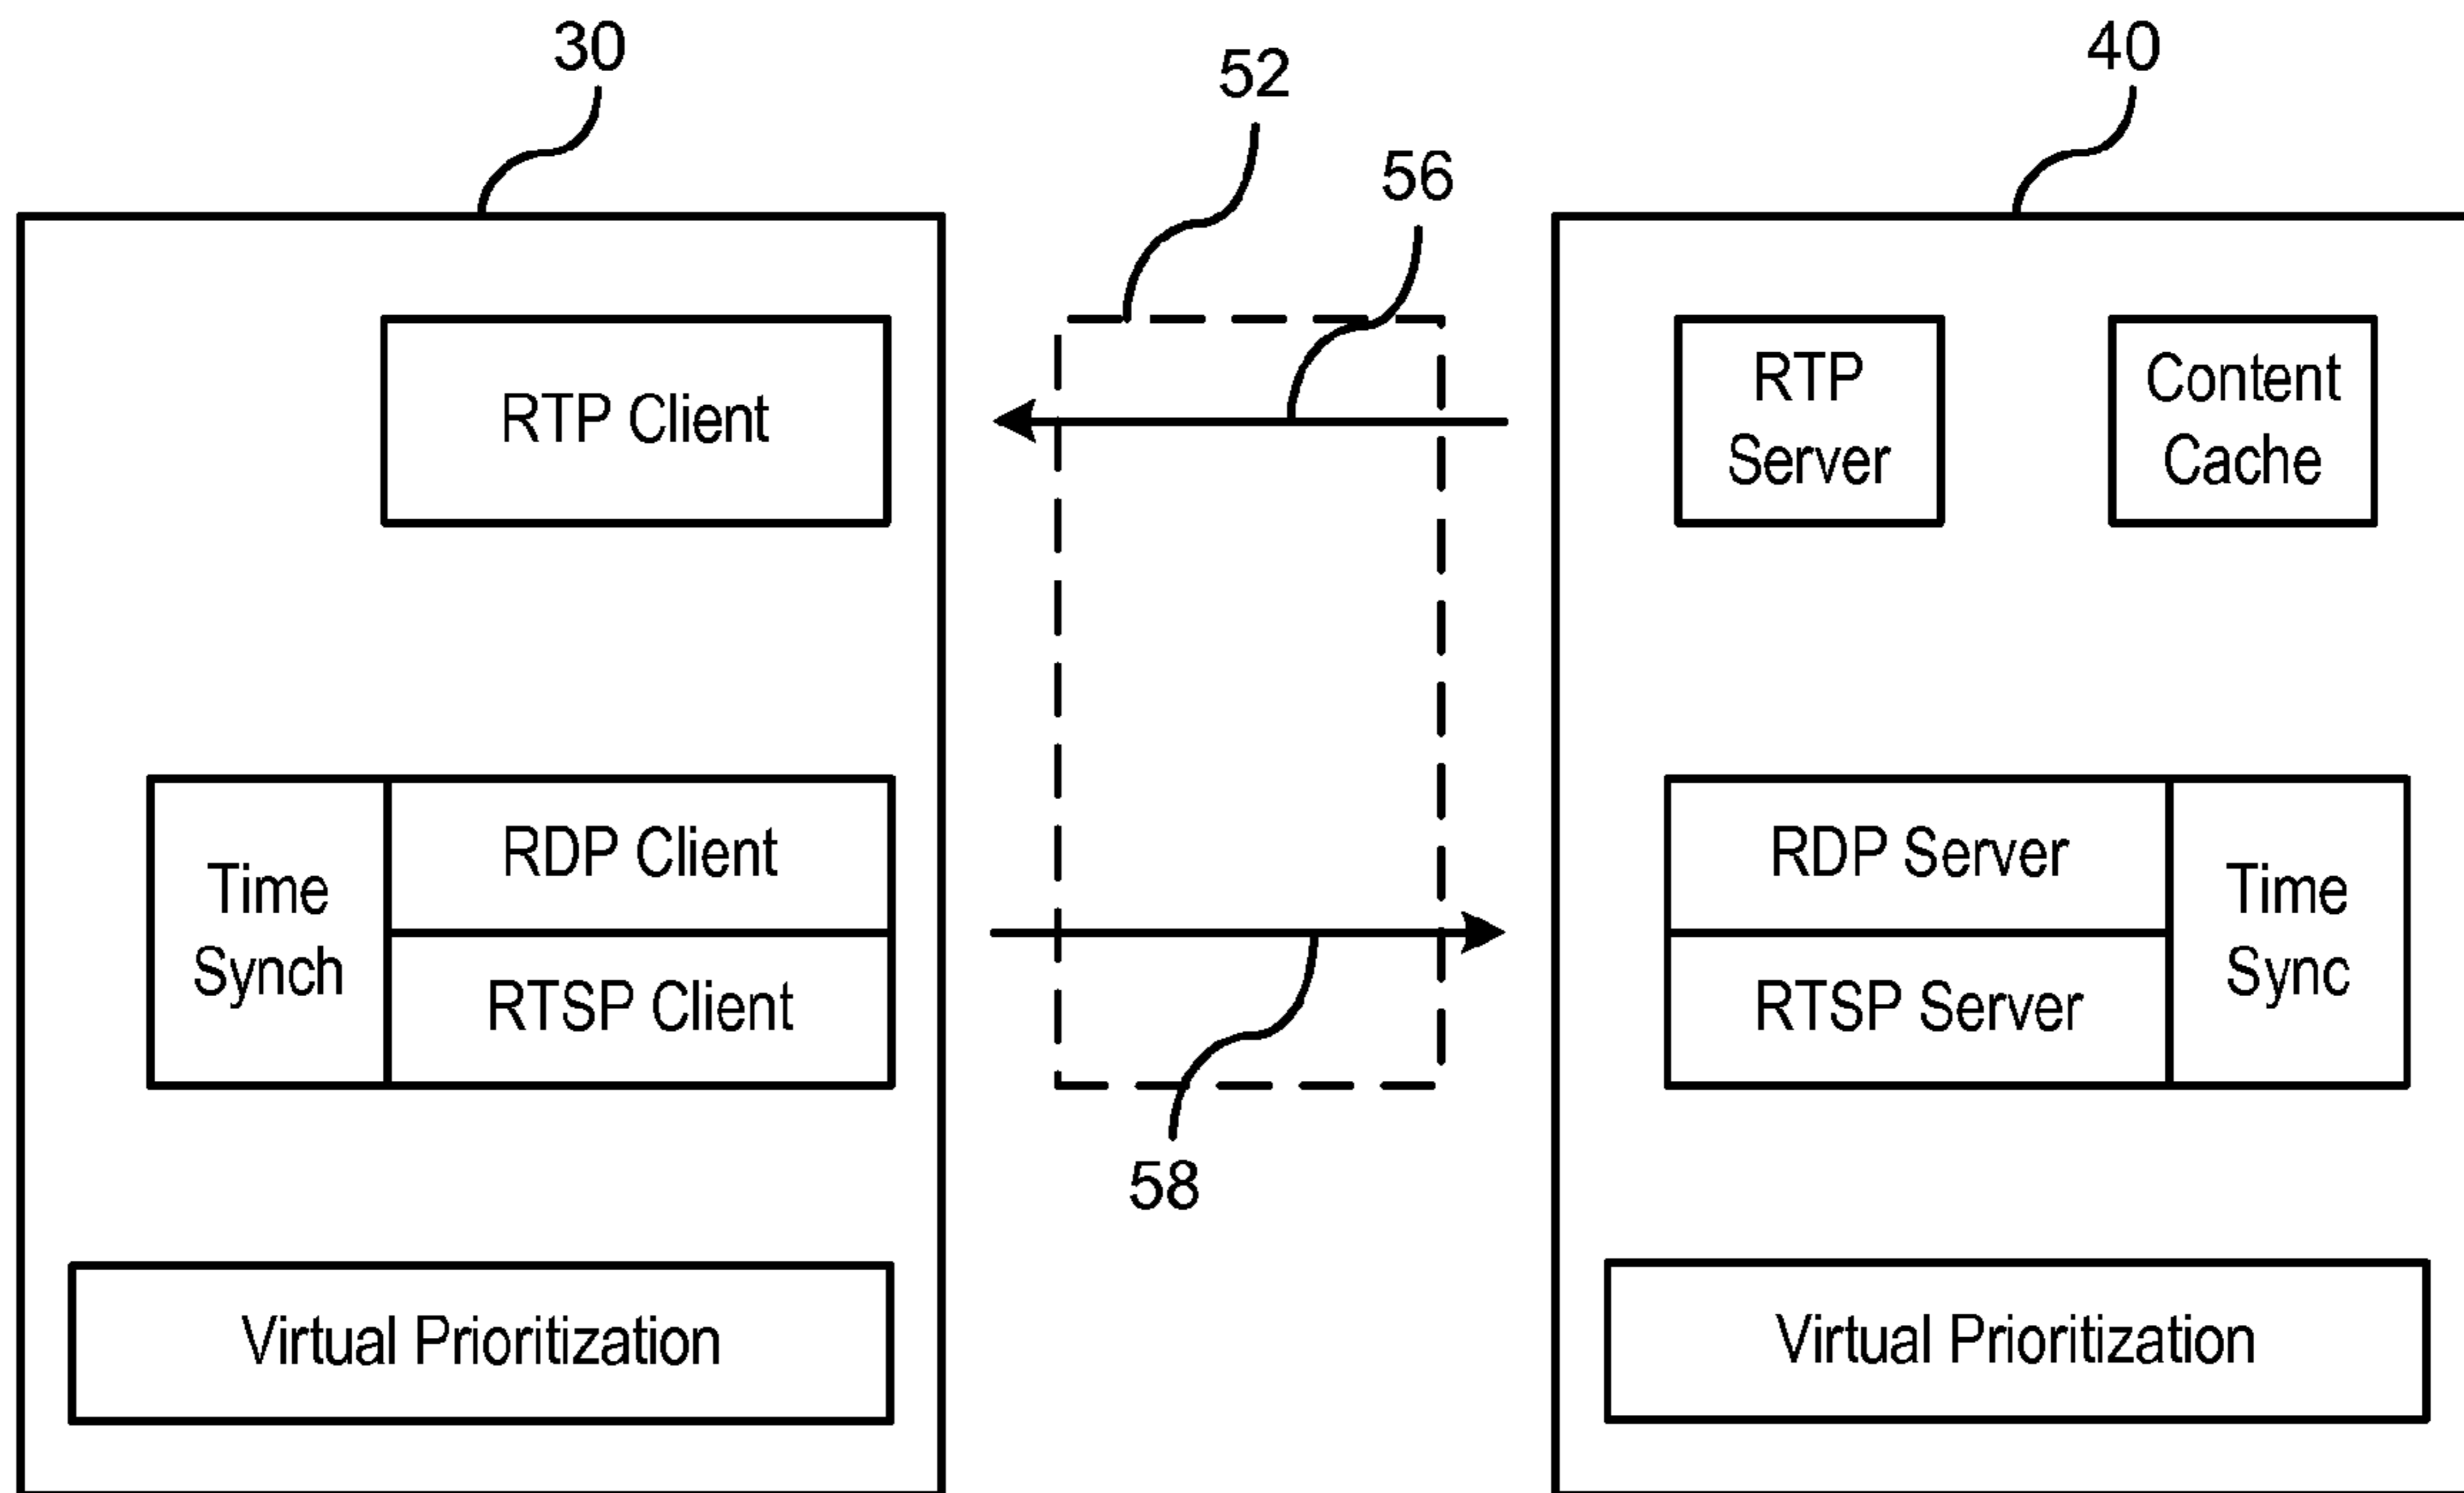 30
40
52
56
RTP Client
RTP
Server
Content
Cache
Time
Synch
RDP Client
RTSP Client
RDP Server
RTSP Server
Time
Sync
58
Virtual Prioritization
Virtual Prioritization